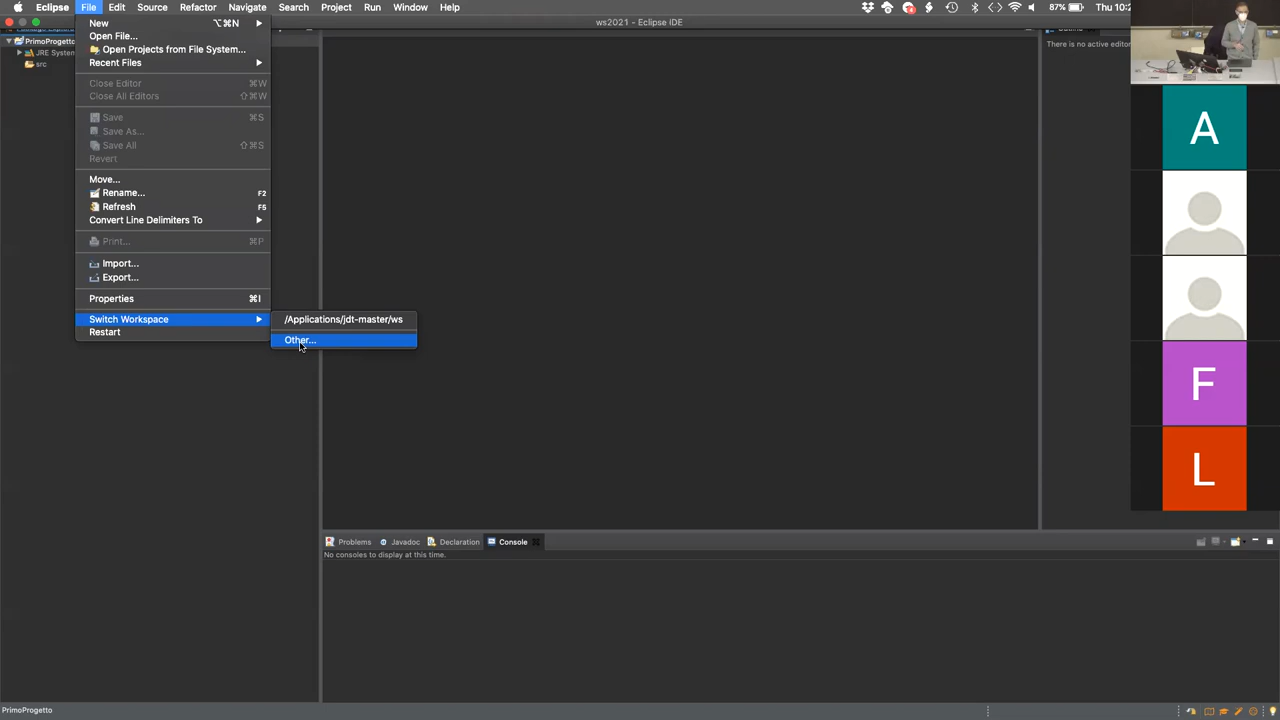 Eclipse File Edit Source Refactor Navigate Search Project Run Window Help 87% Thu 10:2
ws2021 - Eclipse IDE
New ⌥⌘N
Open File...
Open Projects from File System...
Recent Files
Close Editor ⌘W
Close All Editors ⇧⌘W
Save ⌘S
Save As...
Save All ⇧⌘S
Revert
Move...
Rename... F2
Refresh F5
Convert Line Delimiters To
Print... ⌘P
Import...
Export...
Properties ⌘I
Switch Workspace
Restart
/Applications/jdt-master/ws
Other...
PrimoProgetto
JRE System
src
There is no active editor
A
F
L
Problems Javadoc Declaration Console
No consoles to display at this time.
PrimoProgetto